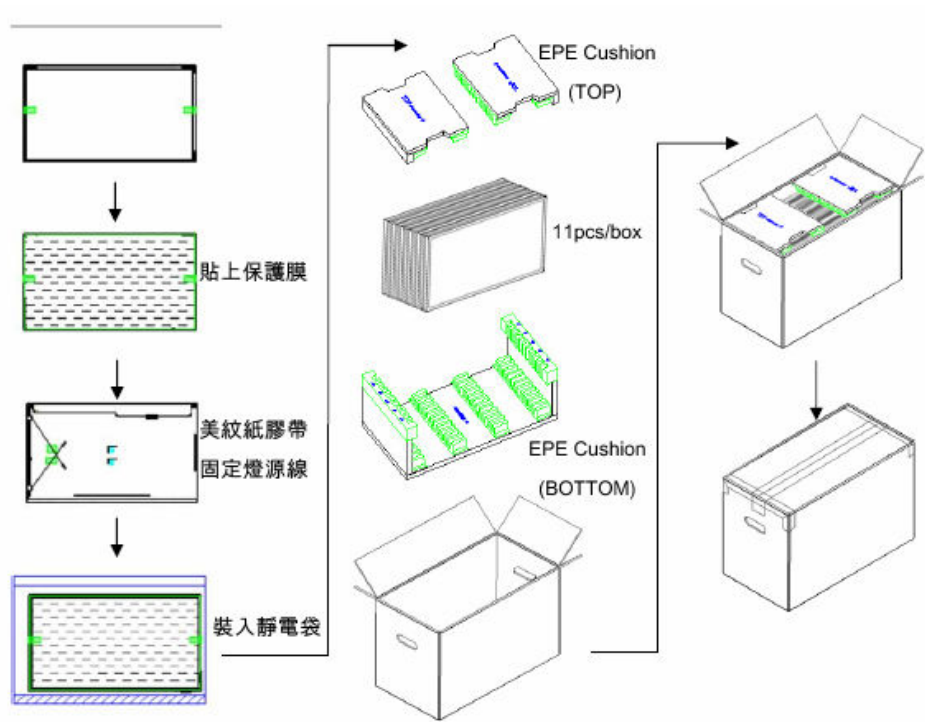 貼上保護膜
美紋紙膠帶
固定燈源線
裝入靜電袋
EPE Cushion
(TOP)
11pcs/box
EPE Cushion
(BOTTOM)